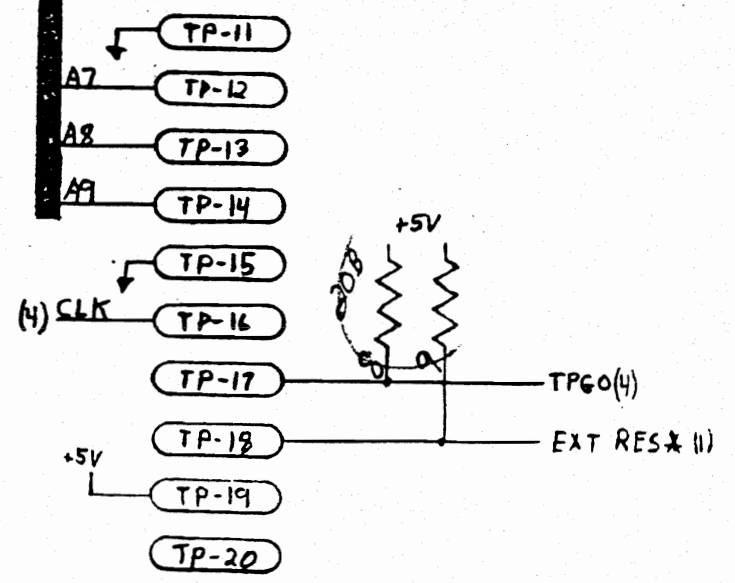 TP-11
A7 TP-12
A8 TP-13
A9 TP-14
+5V
TP-15
(4) CLK TP-16
TP-17 TPGO(4)
TP-18 EXT RES* (1)
+5V
TP-19
TP-20